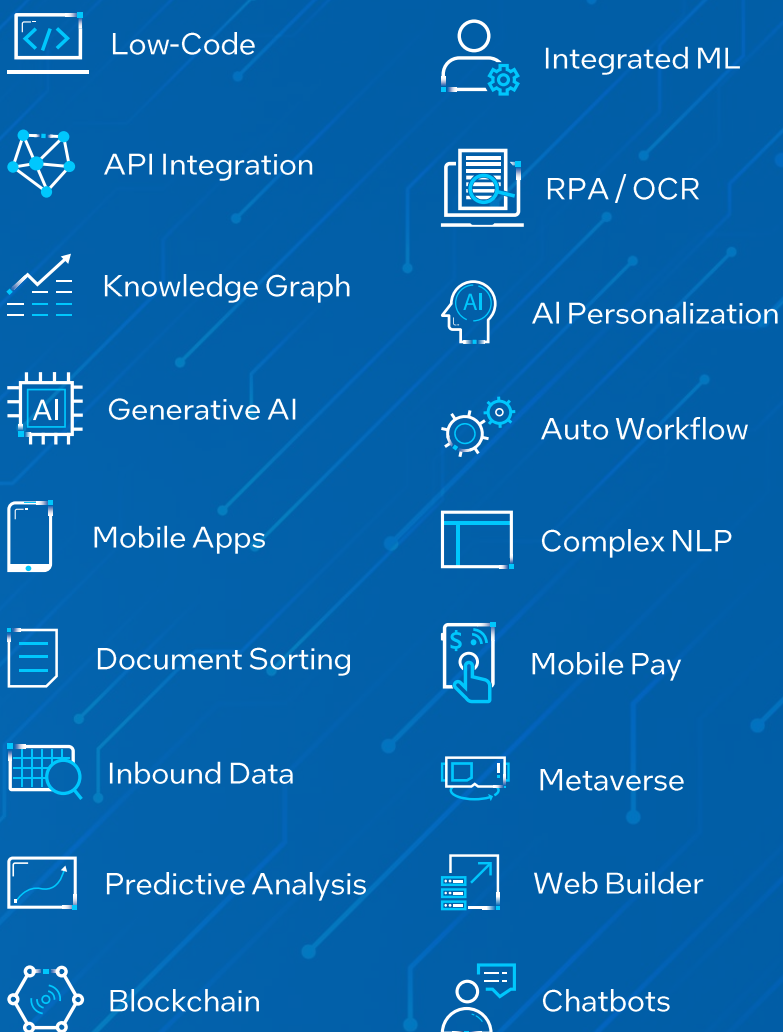 </>
Low-Code
Integrated ML
API Integration
RPA / OCR
Knowledge Graph
AI
AI Personalization
AI
Generative AI
Auto Workflow
Mobile Apps
Complex NLP
Document Sorting
$
Mobile Pay
Inbound Data
Metaverse
Predictive Analysis
Web Builder
Blockchain
Chatbots